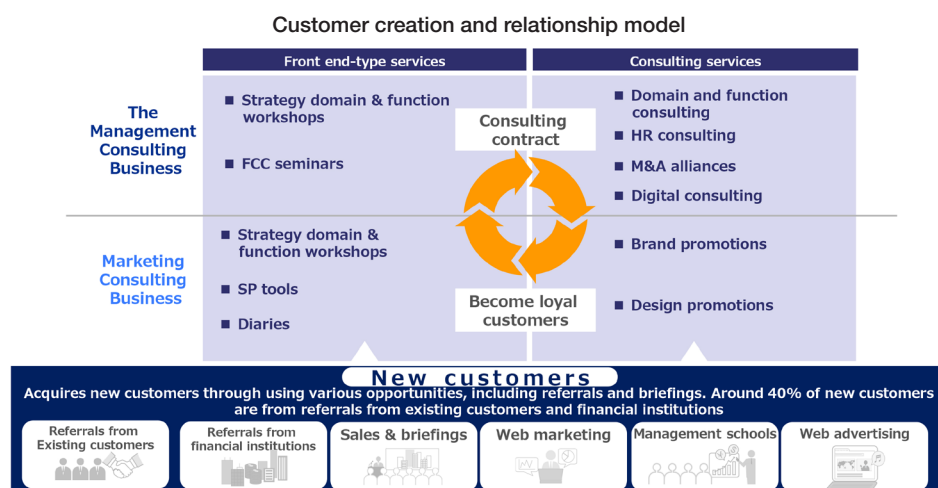 Customer creation and relationship model
Front end-type services
Consulting services
The
Management
Consulting
Business
■ Strategy domain & function
workshops
■ FCC seminars
Consulting
contract
■ Domain and function
consulting
■ HR consulting
■ M&A alliances
■ Digital consulting
Marketing
Consulting
Business
■ Strategy domain &
function workshops
■ SP tools
■ Diaries
Become loyal
customers
■ Brand promotions
■ Design promotions
New customers
Acquires new customers through using various opportunities, including referrals and briefings. Around 40% of new customers
are from referrals from existing customers and financial institutions
Referrals from
Existing customers
Referrals from
financial institutions
Sales & briefings
Web marketing
Management schools
Web advertising